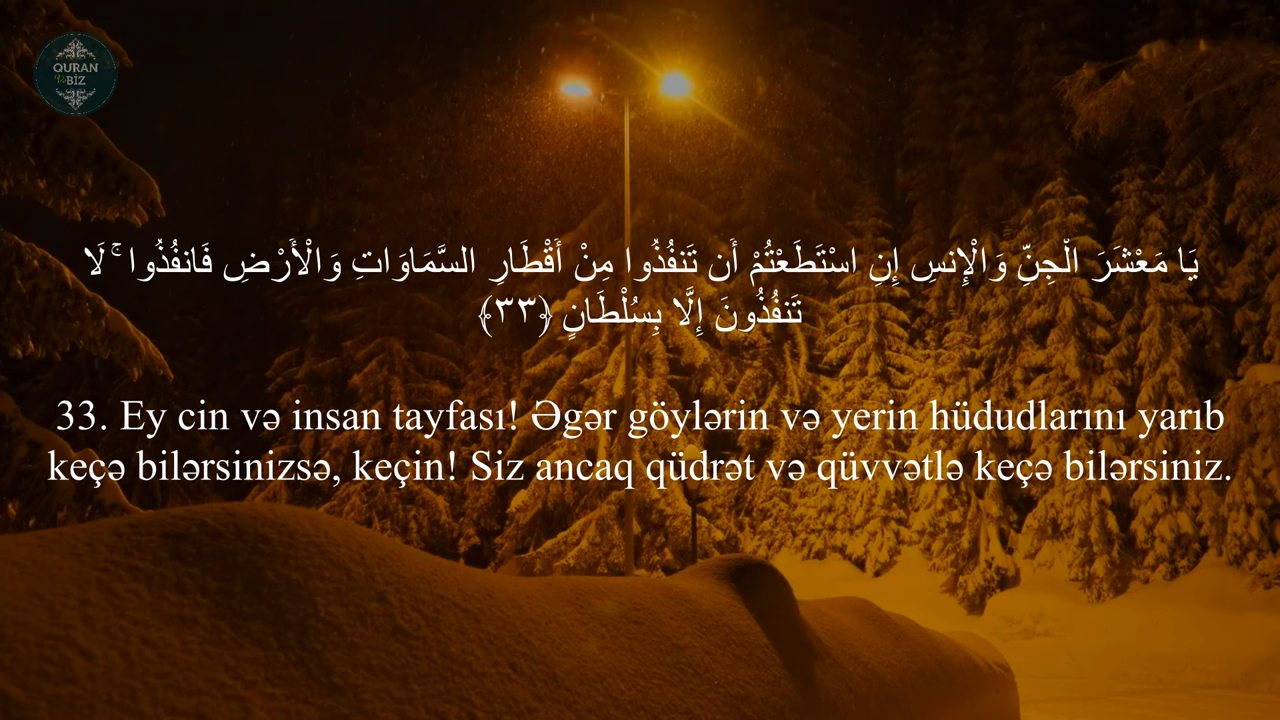 QURAN
Və
BİZ
يَا مَعْشَرَ الْجِنِّ وَالْإِنسِ إِنِ اسْتَطَعْتُمْ أَن تَنفُذُوا مِنْ أَقْطَارِ السَّمَاوَاتِ وَالْأَرْضِ فَانفُذُوا ۚ لَا
تَنفُذُونَ إِلَّا بِسُلْطَانٍ ﴿٣٣﴾
33. Ey cin və insan tayfası! Əgər göylərin və yerin hüdudlarını yarıb
keçə bilərsinizsə, keçin! Siz ancaq qüdrət və qüvvətlə keçə bilərsiniz.